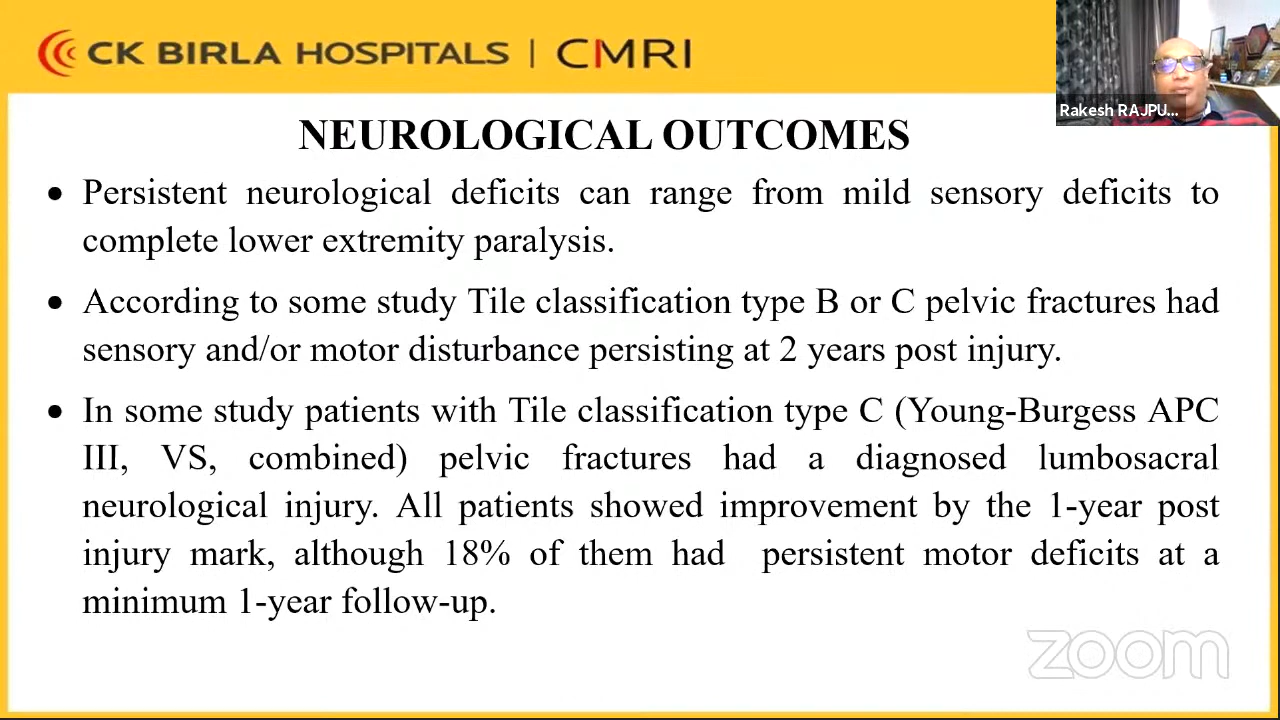 CK BIRLA HOSPITALS | CMRI
Rakesh RAJPU...
NEUROLOGICAL OUTCOMES
• Persistent neurological deficits can range from mild sensory deficits to
complete lower extremity paralysis.
• According to some study Tile classification type B or C pelvic fractures had
sensory and/or motor disturbance persisting at 2 years post injury.
• In some study patients with Tile classification type C (Young-Burgess APC
III, VS, combined) pelvic fractures had a diagnosed lumbosacral
neurological injury. All patients showed improvement by the 1-year post
injury mark, although 18% of them had persistent motor deficits at a
minimum 1-year follow-up.
zoom